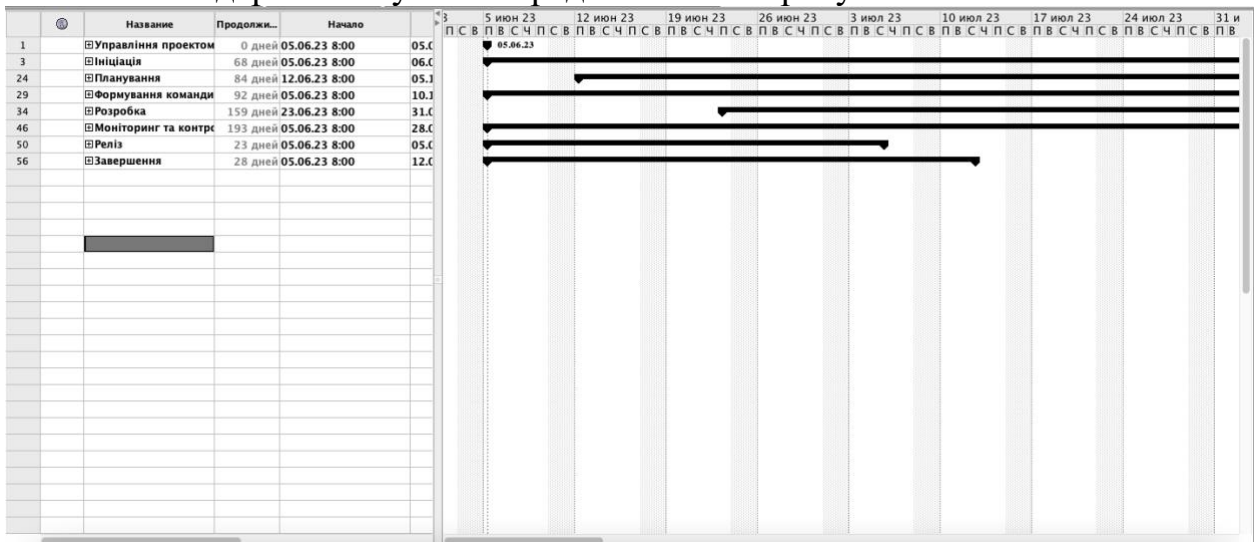 Название Продолжи... Начало
3 5 июн 23 12 июн 23 19 июн 23 26 июн 23 3 июл 23 10 июл 23 17 июл 23 24 июл 23 31 и
П С В П В С Ч П С В П В С Ч П С В П В С Ч П С В П В С Ч П С В П В С Ч П С В П В С Ч П С В П В С Ч П С В П В С Ч П С В П В
1 Управління проектом 0 дней 05.06.23 8:00 05.0
05.06.23
3 Ініціація 68 дней 05.06.23 8:00 06.0
24 Планування 84 дней 12.06.23 8:00 05.1
29 Формування команди 92 дней 05.06.23 8:00 10.1
34 Розробка 159 дней 23.06.23 8:00 31.0
46 Моніторинг та контро 193 дней 05.06.23 8:00 28.0
50 Реліз 23 дней 05.06.23 8:00 05.0
56 Завершення 28 дней 05.06.23 8:00 12.0